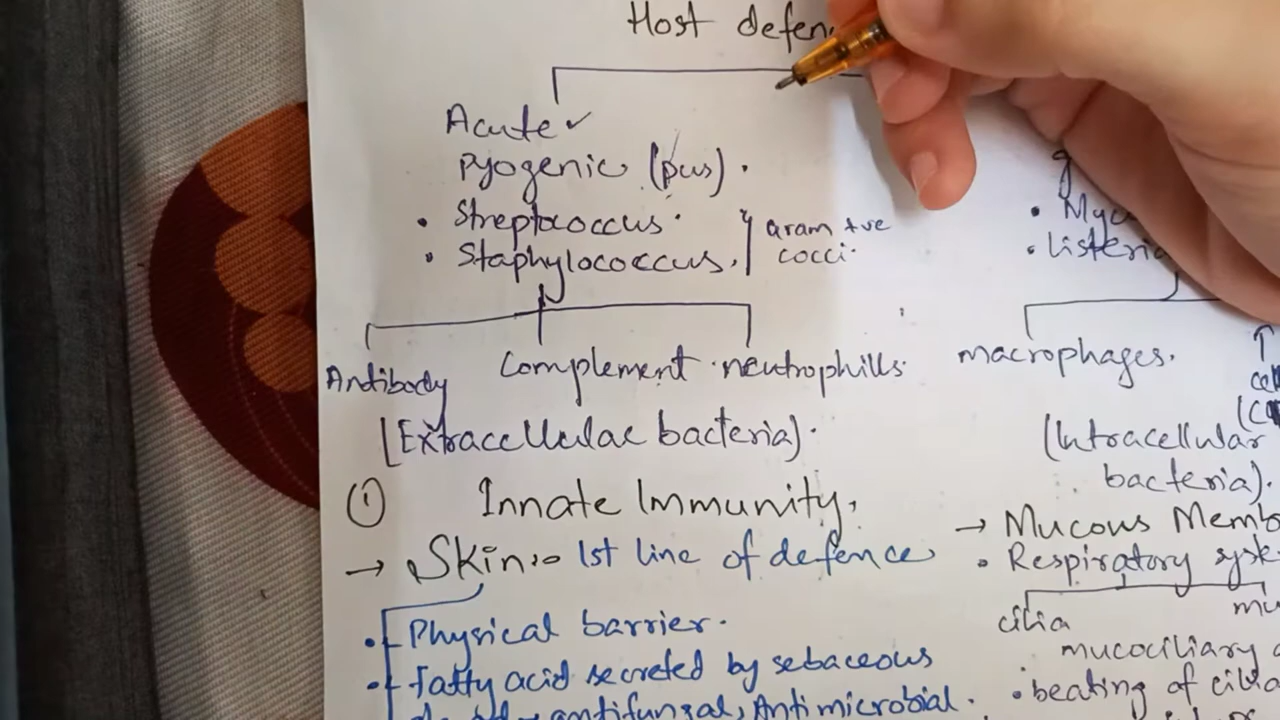 Host defen
Acute ✓
pyogenic (pus).
• Streptococcus.
• Staphylococcus.
Gram +ve
cocci.
g
• Myc
• Listeria
Antibody
Complement
neutrophills.
[Extracellular bacteria).
macrophages.
↑
cel
(Intracellular
bacteria).
① Innate Immunity.
→ Skin:- 1st line of defence
• Physical barrier.
• Fatty acid secreted by sebaceous
antifungal, Antimicrobial.
→ Mucous Memb
• Respiratory syst
cilia
mu
mucociliary
• beating of cilia